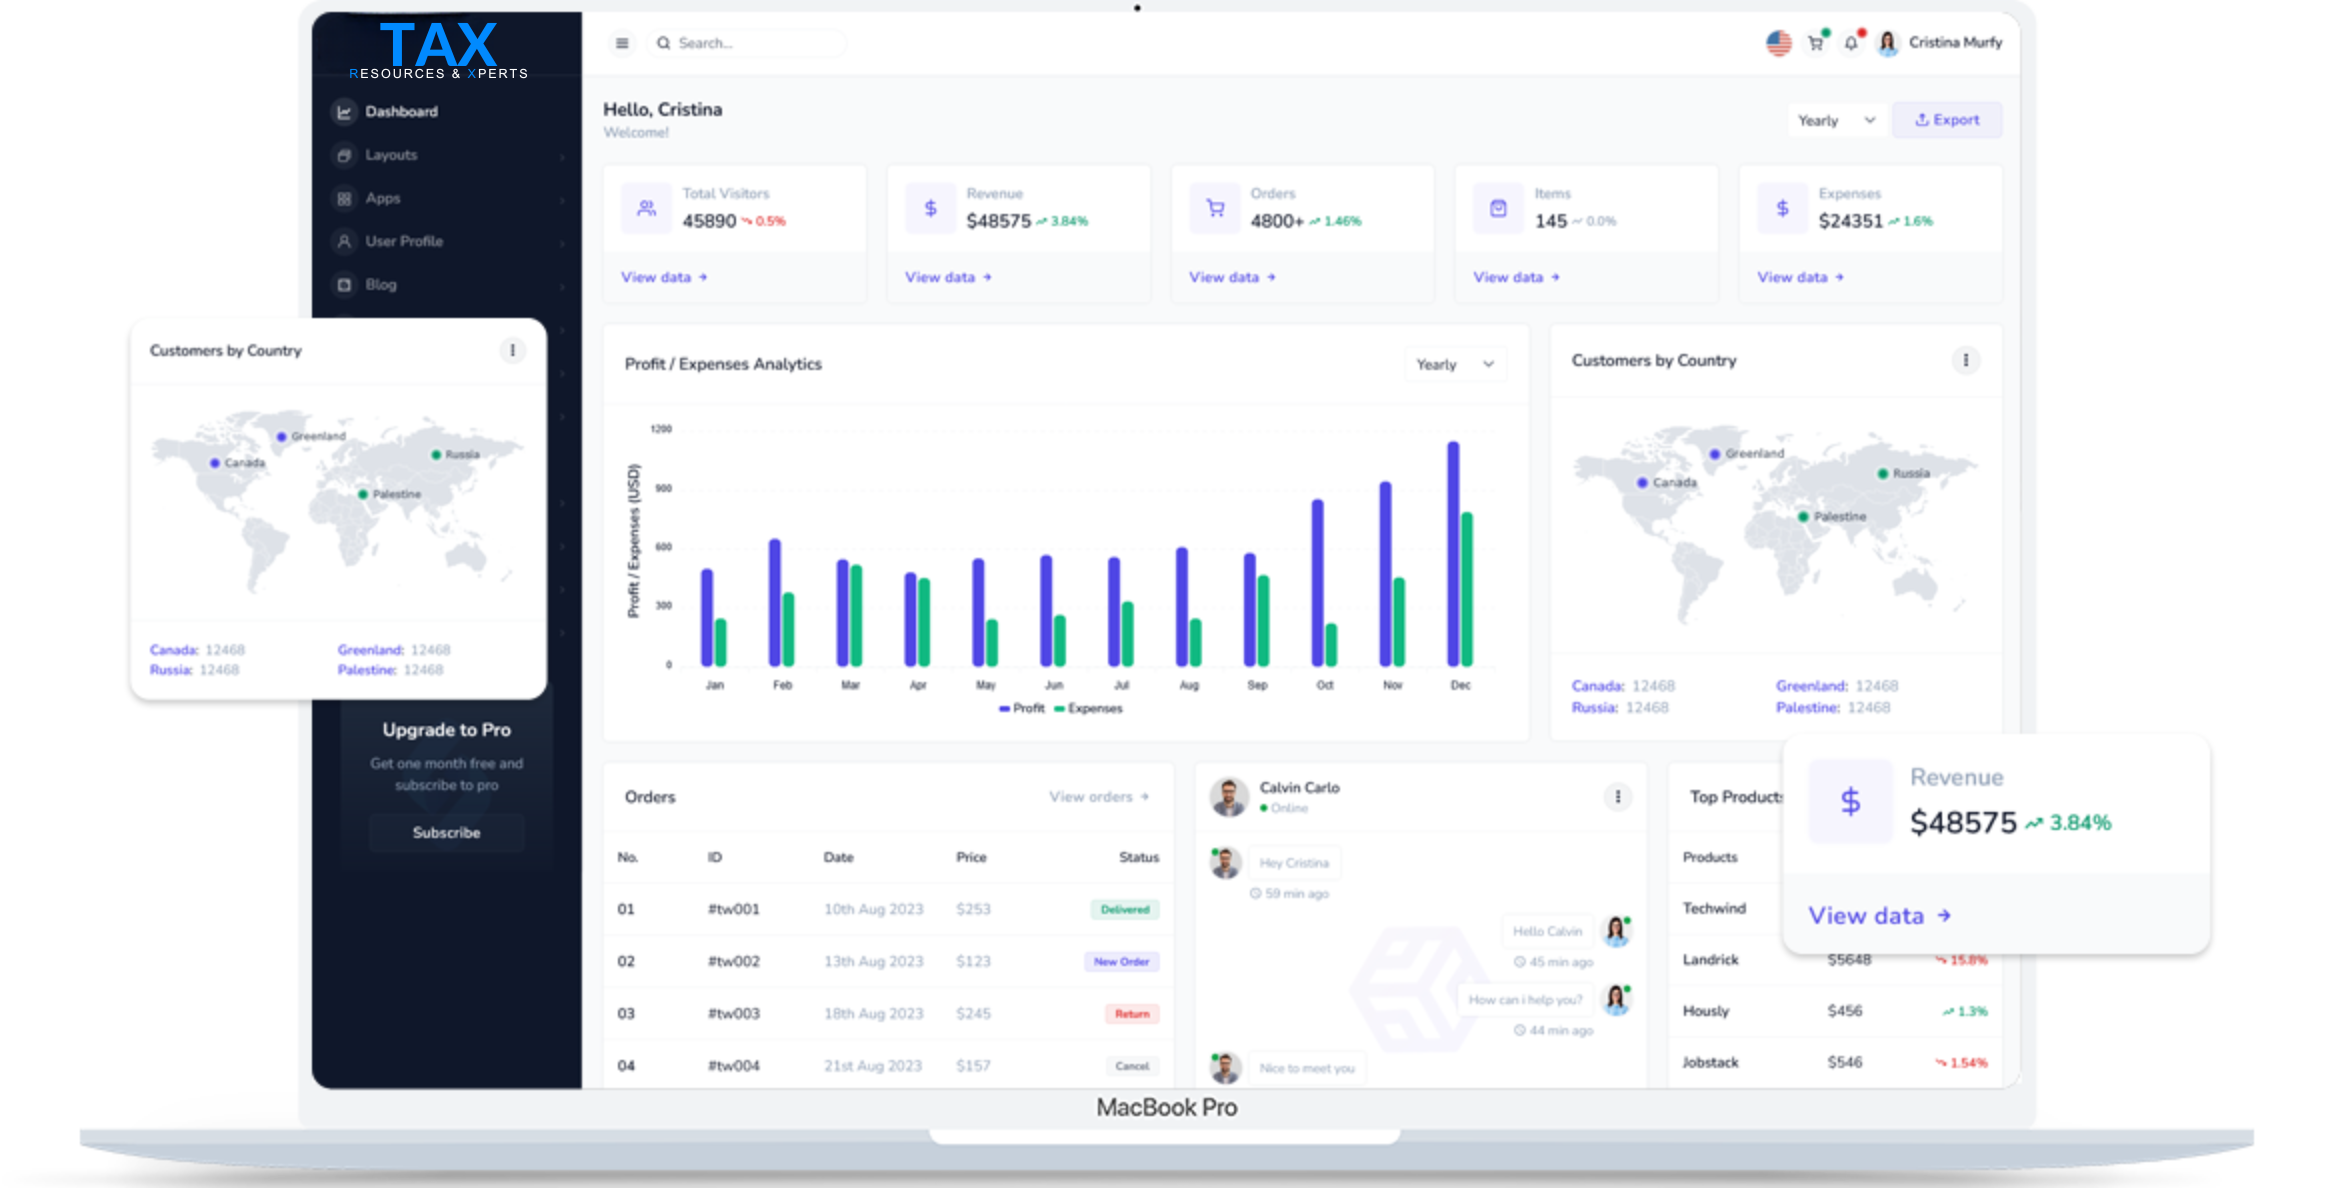 TAX
RESOURCES & XPERTS
Search...
Cristina Murfy
Dashboard
Layouts
Apps
User Profile
Blog
Hello, Cristina
Welcome!
Yearly
Export
Total Visitors
45890 0.5%
View data
Revenue
$48575 3.84%
View data
Orders
4800+ 1.46%
View data
Items
145 0.0%
View data
Expenses
$24351 1.6%
View data
Customers by Country
Greenland
Canada
Russia
Palestine
Canada: 12468 Greenland: 12468
Russia: 12468 Palestine: 12468
Upgrade to Pro
Get one month free and
subscribe to pro
Subscribe
Profit / Expenses Analytics
Yearly
Profit / Expenses (USD)
1200
900
600
300
0
Jan Feb Mar Apr May Jun Jul Aug Sep Oct Nov Dec
Profit Expenses
Customers by Country
Greenland
Canada
Russia
Palestine
Canada: 12468 Greenland: 12468
Russia: 12468 Palestine: 12468
Orders View orders
No. ID Date Price Status
01 #tw001 10th Aug 2023 $253 Delivered
02 #tw002 13th Aug 2023 $123 New Order
03 #tw003 18th Aug 2023 $245 Return
04 #tw004 21st Aug 2023 $157 Cancel
Calvin Carlo
Online
Hey Cristina
59 min ago
Hello Calvin
45 min ago
How can i help you?
44 min ago
Nice to meet you
Top Products
Products
Techwind
Landrick $5648 15.8%
Hously $456 1.3%
Jobstack $546 1.54%
Revenue
$48575 3.84%
View data
MacBook Pro